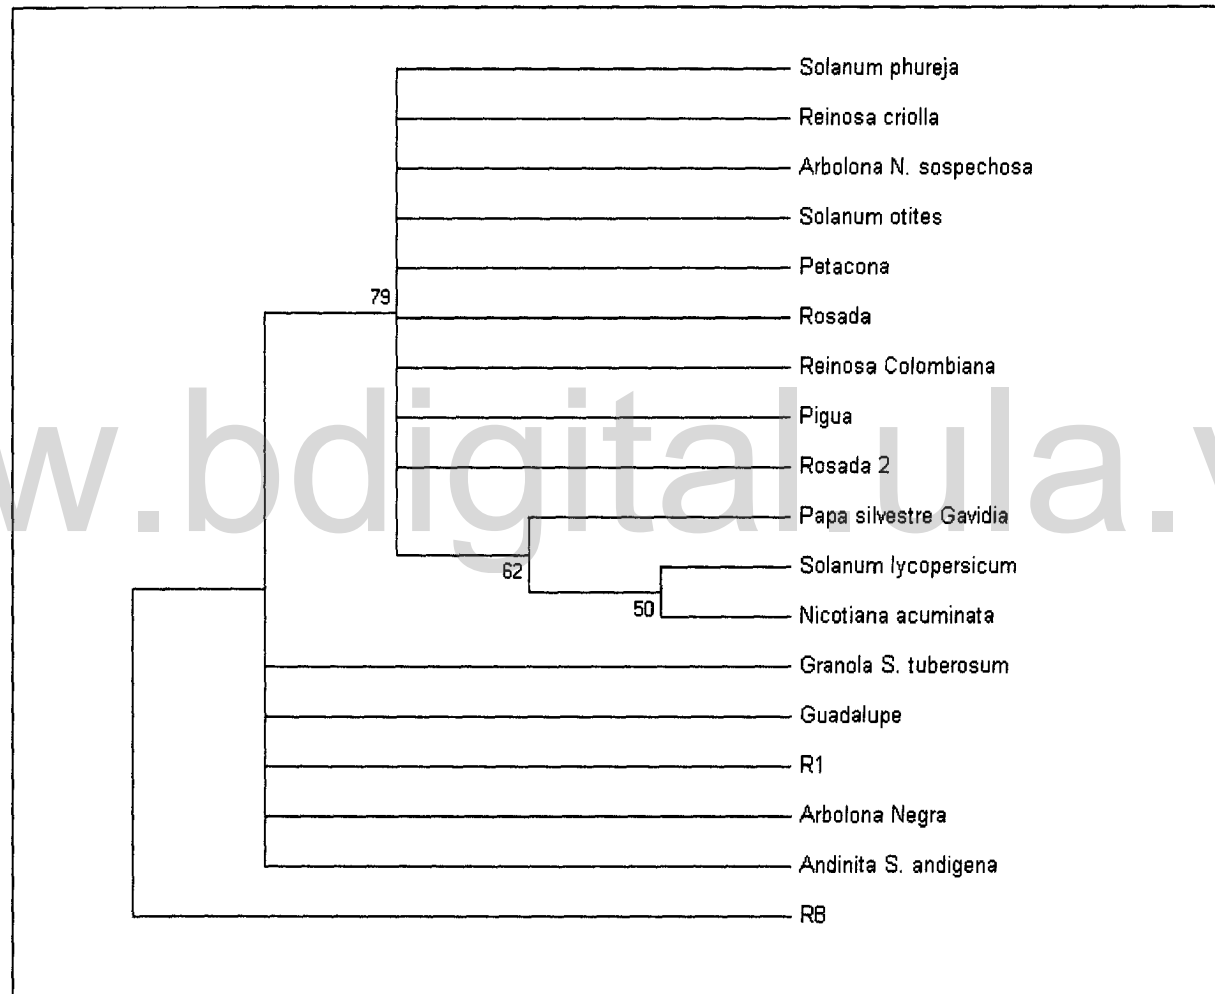 Solanum phureja
Reinosa criolla
Arbolona N. sospechosa
Solanum otites
Petacona
79
Rosada
Reinosa Colombiana
Pigua
Rosada 2
w.bdigital.ula.v
Papa silvestre Gavidia
62
Solanum lycopersicum
50
Nicotiana acuminata
Granola S. tuberosum
Guadalupe
R1
Arbolona Negra
Andinita S. andigena
R8